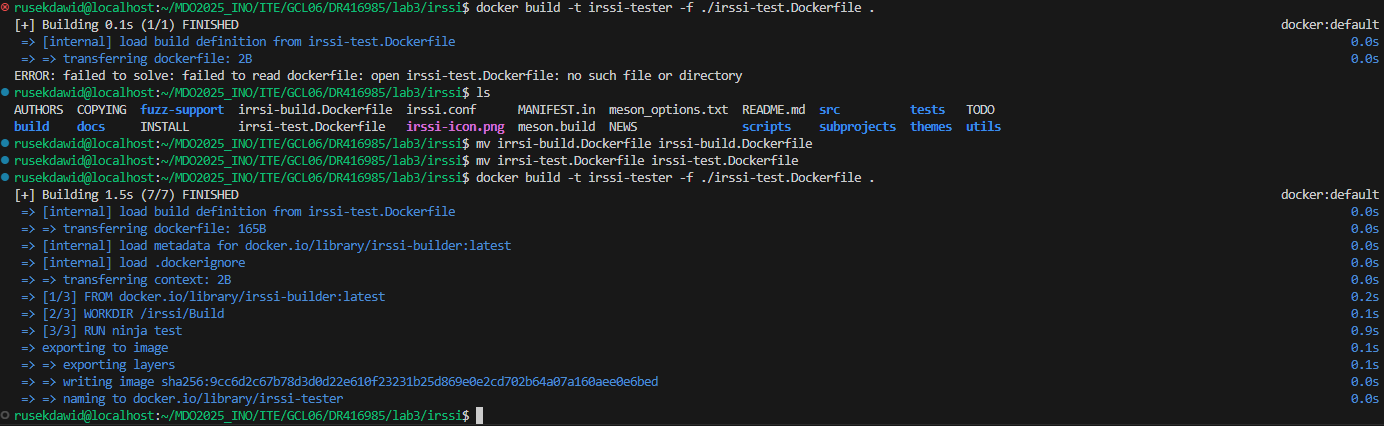 rusekdawid@localhost:~/MDO2025_INO/ITE/GCL06/DR416985/lab3/irssi$ docker build -t irssi-tester -f ./irssi-test.Dockerfile .
[+] Building 0.1s (1/1) FINISHED docker:default
=> [internal] load build definition from irssi-test.Dockerfile 0.0s
=> => transferring dockerfile: 2B 0.0s
ERROR: failed to solve: failed to read dockerfile: open irssi-test.Dockerfile: no such file or directory
rusekdawid@localhost:~/MDO2025_INO/ITE/GCL06/DR416985/lab3/irssi$ ls
AUTHORS COPYING fuzz-support irrsi-build.Dockerfile irssi.conf MANIFEST.in meson_options.txt README.md src tests TODO
build docs INSTALL irrsi-test.Dockerfile irssi-icon.png meson.build NEWS scripts subprojects themes utils
rusekdawid@localhost:~/MDO2025_INO/ITE/GCL06/DR416985/lab3/irssi$ mv irrsi-build.Dockerfile irssi-build.Dockerfile
rusekdawid@localhost:~/MDO2025_INO/ITE/GCL06/DR416985/lab3/irssi$ mv irrsi-test.Dockerfile irssi-test.Dockerfile
rusekdawid@localhost:~/MDO2025_INO/ITE/GCL06/DR416985/lab3/irssi$ docker build -t irssi-tester -f ./irssi-test.Dockerfile .
[+] Building 1.5s (7/7) FINISHED docker:default
=> [internal] load build definition from irssi-test.Dockerfile 0.0s
=> => transferring dockerfile: 165B 0.0s
=> [internal] load metadata for docker.io/library/irssi-builder:latest 0.0s
=> [internal] load .dockerignore 0.0s
=> => transferring context: 2B 0.0s
=> [1/3] FROM docker.io/library/irssi-builder:latest 0.2s
=> [2/3] WORKDIR /irssi/Build 0.1s
=> [3/3] RUN ninja test 0.9s
=> exporting to image 0.1s
=> => exporting layers 0.1s
=> => writing image sha256:9cc6d2c67b78d3d0d22e610f23231b25d869e0e2cd702b64a07a160aee0e6bed 0.0s
=> => naming to docker.io/library/irssi-tester 0.0s
rusekdawid@localhost:~/MDO2025_INO/ITE/GCL06/DR416985/lab3/irssi$